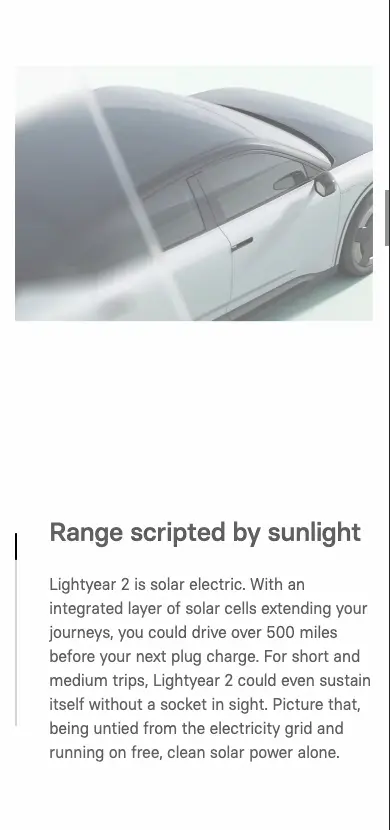 Range scripted by sunlight
Lightyear 2 is solar electric. With an
integrated layer of solar cells extending your
journeys, you could drive over 500 miles
before your next plug charge. For short and
medium trips, Lightyear 2 could even sustain
itself without a socket in sight. Picture that,
being untied from the electricity grid and
running on free, clean solar power alone.